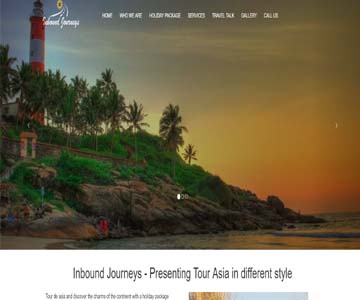 Inbound Journeys
HOME WHO WE ARE HOLIDAY PACKAGE SERVICES TRAVEL TALK GALLERY CALL US
Inbound Journeys - Presenting Tour Asia in different style
Tour de asia and discover the charms of the continent with a holiday package